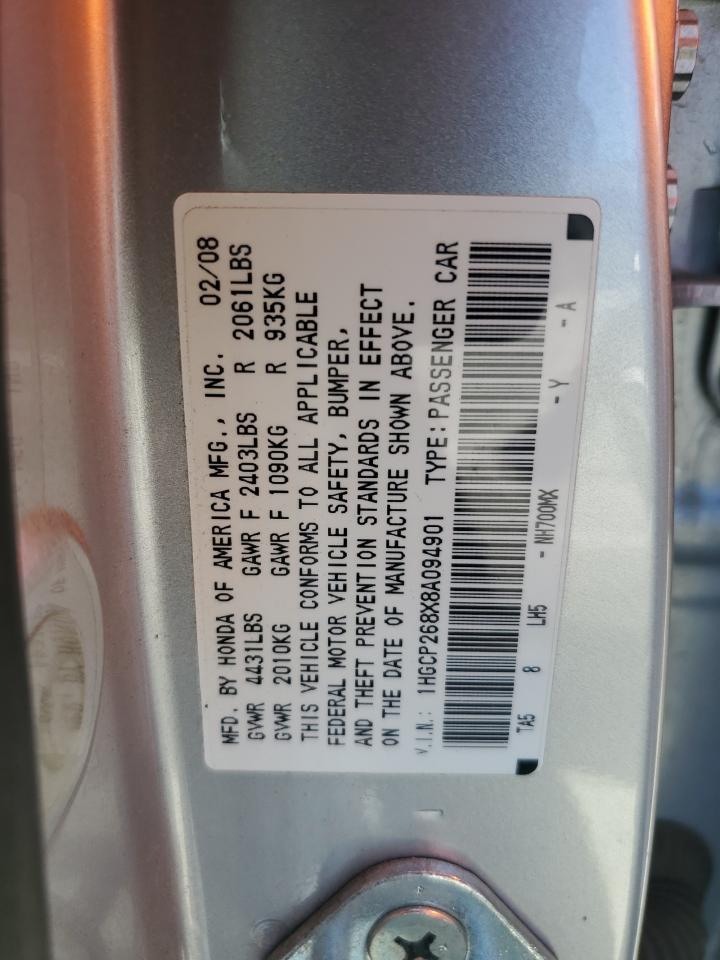 MFD. BY HONDA OF AMERICA MFG., INC. 02/08
GVWR 4431LBS GAWR F 2403LBS R 2061LBS
GVWR 2010KG GAWR F 1090KG R 935KG
THIS VEHICLE CONFORMS TO ALL APPLICABLE
FEDERAL MOTOR VEHICLE SAFETY, BUMPER,
AND THEFT PREVENTION STANDARDS IN EFFECT
ON THE DATE OF MANUFACTURE SHOWN ABOVE.
V.I.N.: 1HGCP268X8A094901 TYPE: PASSENGER CAR
TA5 8 LH5 - NH700MX - Y - A